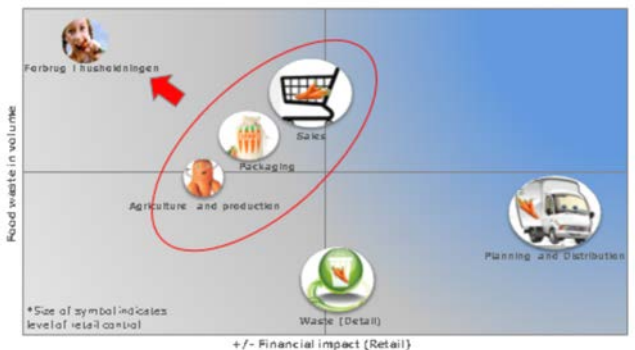 Forbrug i husholdningen
Sales
Packaging
Agriculture and production
Planning and Distribution
Waste (Detail)
*Size of symbol indicates
level of retail control
Food waste in volume
+/- Financial impact (Retail)